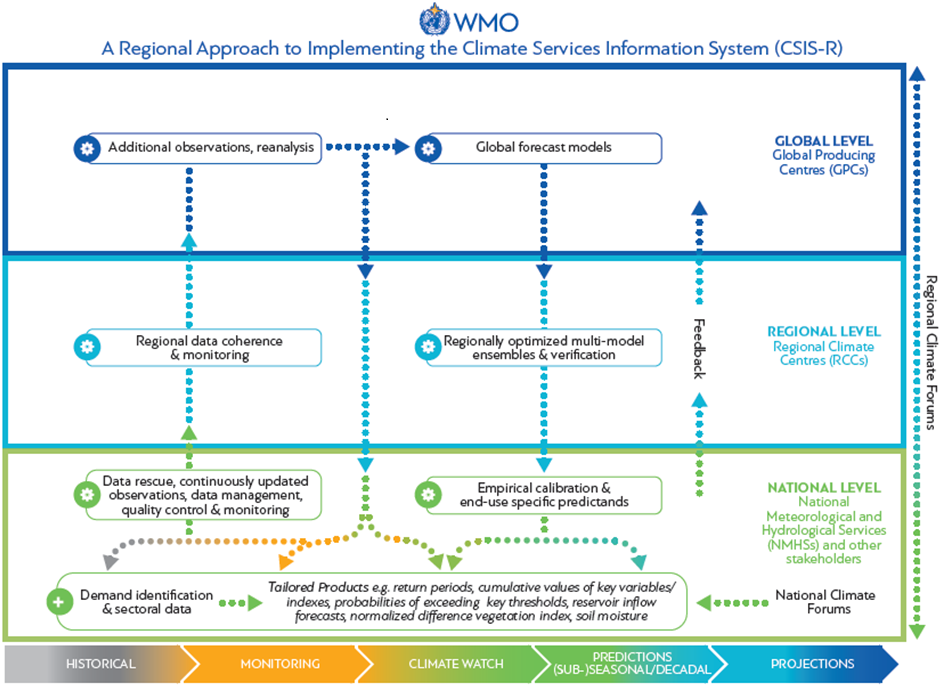 WMO
A Regional Approach to Implementing the Climate Services Information System (CSIS-R)
Additional observations, reanalysis
Global forecast models
GLOBAL LEVEL
Global Producing
Centres (GPCs)
Regional data coherence
& monitoring
Regionally optimized multi-model
ensembles & verification
Feedback
REGIONAL LEVEL
Regional Climate
Centres (RCCs)
Regional Climate Forums
Data rescue, continuously updated
observations, data management,
quality control & monitoring
Empirical calibration &
end-use specific predictands
NATIONAL LEVEL
National
Meteorological and
Hydrological Services
(NMHSs) and other
stakeholders
Demand identification
& sectoral data
Tailored Products e.g. return periods, cumulative values of key variables/
indexes, probabilities of exceeding key thresholds, reservoir inflow
forecasts, normalized difference vegetation index, soil moisture
National Climate
Forums
HISTORICAL
MONITORING
CLIMATE WATCH
PREDICTIONS
(SUB-)SEASONAL/DECADAL
PROJECTIONS